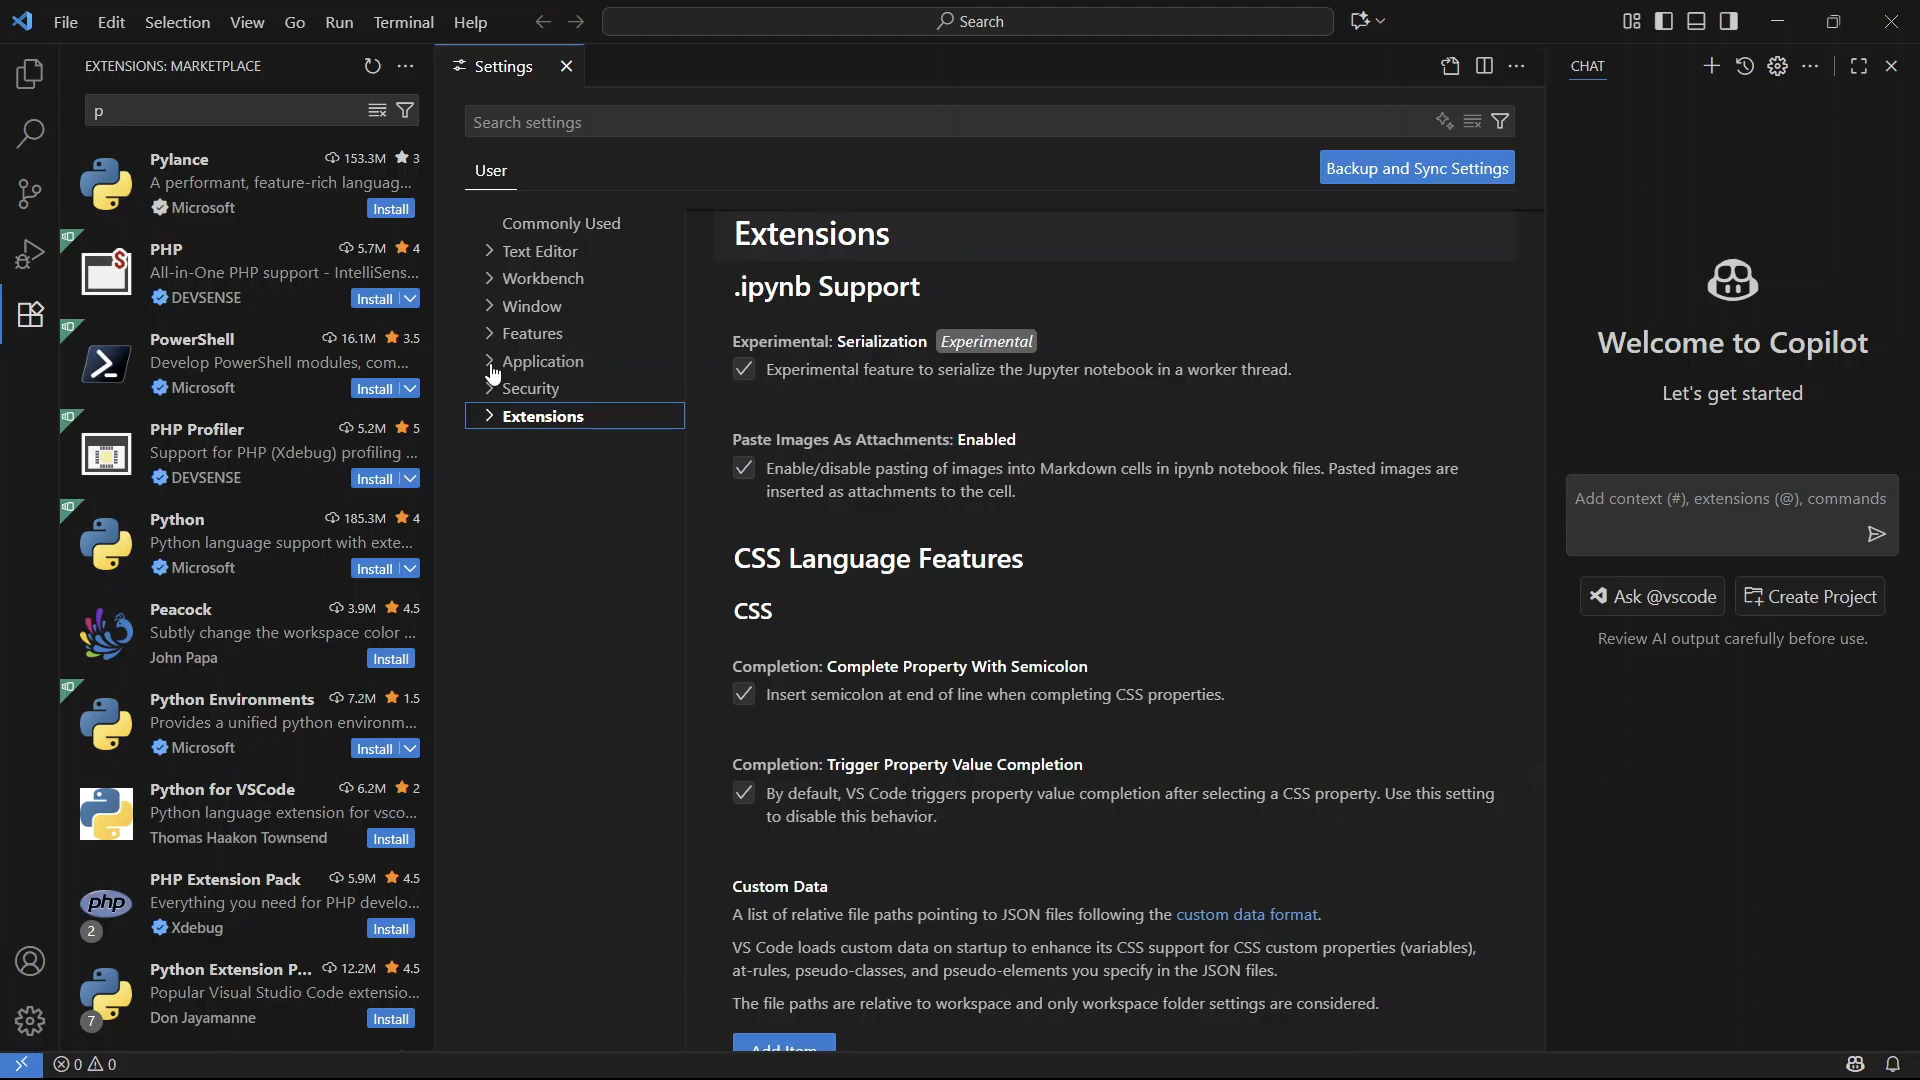 File Edit Selection View Go Run Terminal Help
Search
EXTENSIONS: MARKETPLACE
p
Pylance 153.3M 3
A performant, feature-rich languag...
Microsoft Install
PHP 5.7M 4
All-in-One PHP support - IntelliSens...
DEVSENSE Install
PowerShell 16.1M 3.5
Develop PowerShell modules, com...
Microsoft Install
PHP Profiler 5.2M 5
Support for PHP (Xdebug) profiling ...
DEVSENSE Install
Python 185.3M 4
Python language support with exte...
Microsoft Install
Peacock 3.9M 4.5
Subtly change the workspace color ...
John Papa Install
Python Environments 7.2M 1.5
Provides a unified python environm...
Microsoft Install
Python for VSCode 6.2M 2
Python language extension for vsco...
Thomas Haakon Townsend Install
php
2
PHP Extension Pack 5.9M 4.5
Everything you need for PHP develo...
Xdebug Install
7
Python Extension P... 12.2M 4.5
Popular Visual Studio Code extensio...
Don Jayamanne Install
Settings
Search settings
User
Backup and Sync Settings
Commonly Used
Text Editor
Workbench
Window
Features
Application
Security
Extensions
Extensions
.ipynb Support
Experimental: Serialization Experimental
Experimental feature to serialize the Jupyter notebook in a worker thread.
Paste Images As Attachments: Enabled
Enable/disable pasting of images into Markdown cells in ipynb notebook files. Pasted images are
inserted as attachments to the cell.
CSS Language Features
CSS
Completion: Complete Property With Semicolon
Insert semicolon at end of line when completing CSS properties.
Completion: Trigger Property Value Completion
By default, VS Code triggers property value completion after selecting a CSS property. Use this setting
to disable this behavior.
Custom Data
A list of relative file paths pointing to JSON files following the custom data format.
VS Code loads custom data on startup to enhance its CSS support for CSS custom properties (variables),
at-rules, pseudo-classes, and pseudo-elements you specify in the JSON files.
The file paths are relative to workspace and only workspace folder settings are considered.
Add Item
CHAT
Welcome to Copilot
Let's get started
Add context (#), extensions (@), commands
Ask @vscode Create Project
Review AI output carefully before use.
0 0